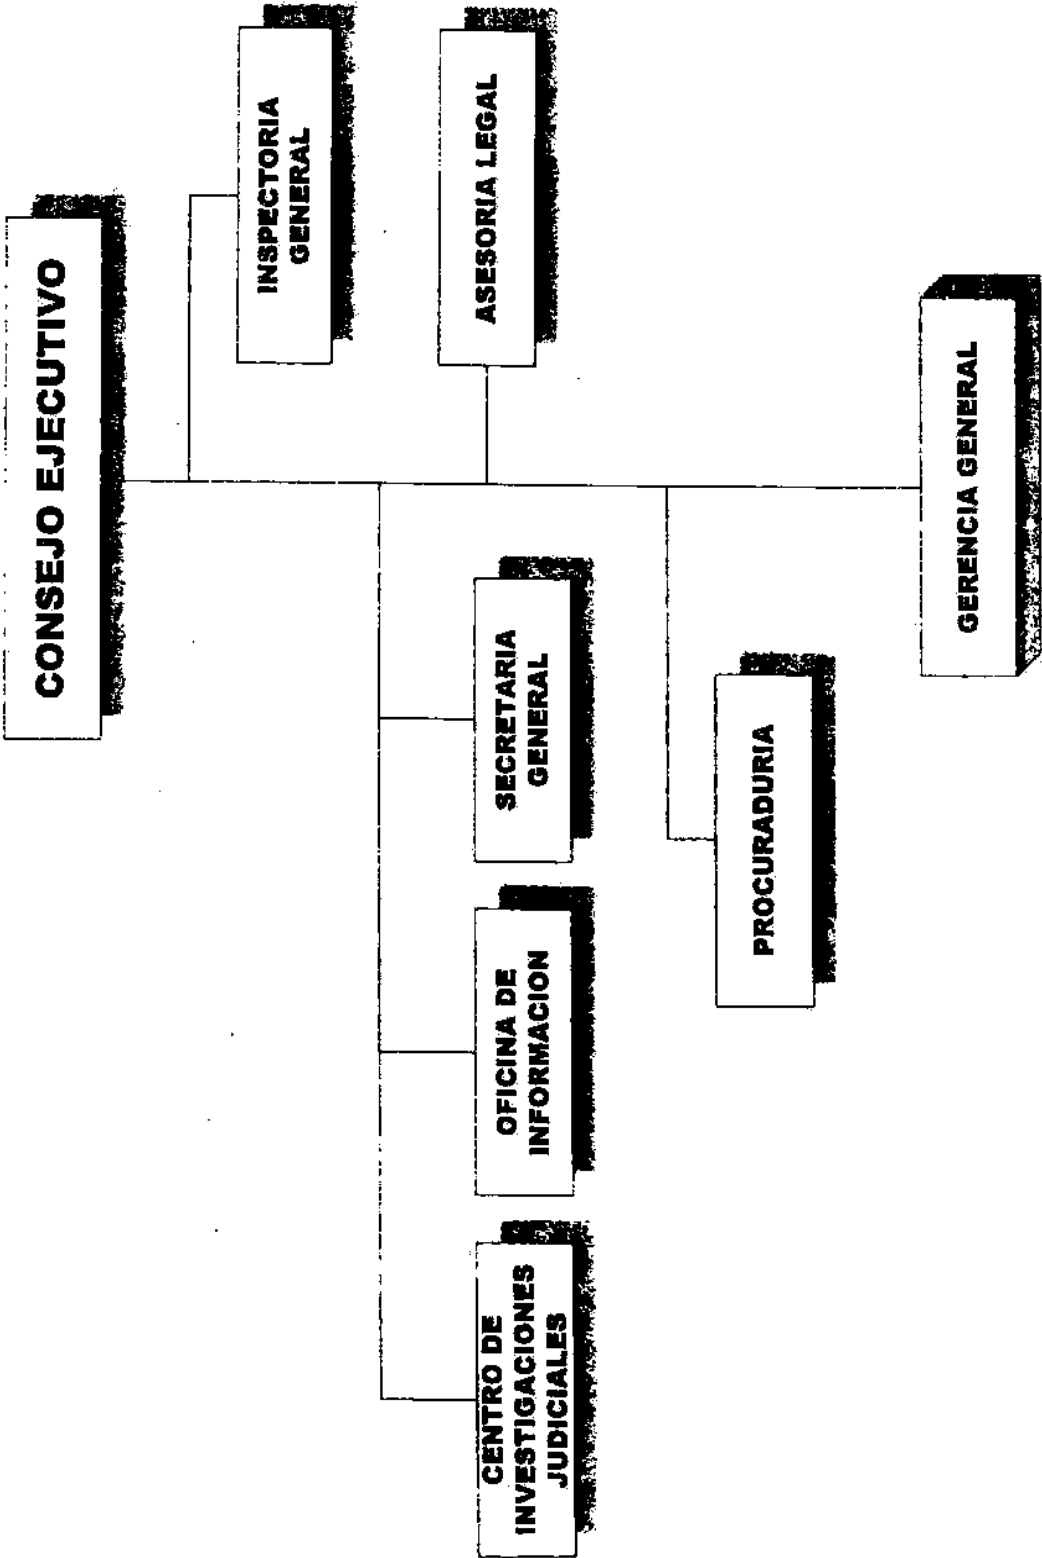 CONSEJO EJECUTIVO
INSPECTORIA
GENERAL
CENTRO DE
INVESTIGACIONES
JUDICIALES
OFICINA DE
INFORMACION
SECRETARIA
GENERAL
ASESORIA LEGAL
PROCURADURIA
GERENCIA GENERAL